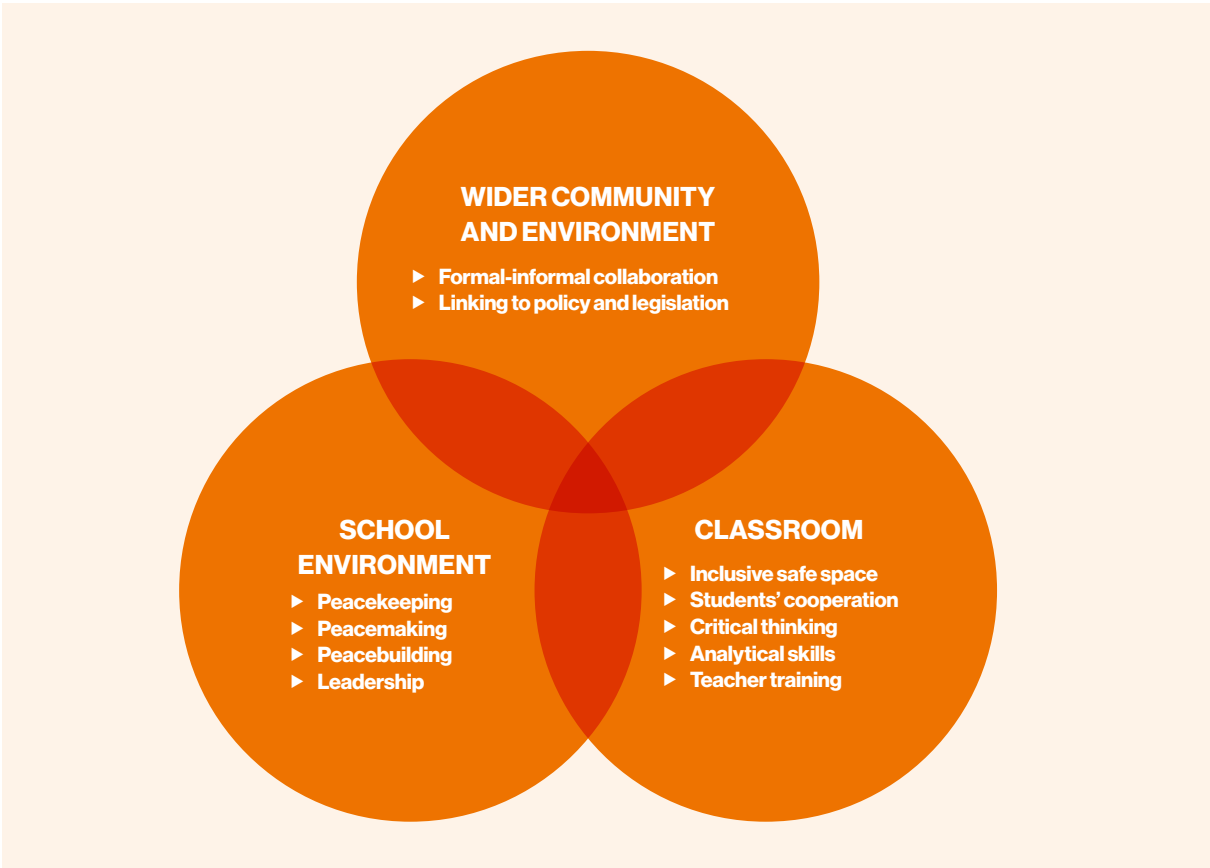 WIDER COMMUNITY
AND ENVIRONMENT
▶ Formal-informal collaboration
▶ Linking to policy and legislation
SCHOOL
ENVIRONMENT
▶ Peacekeeping
▶ Peacemaking
▶ Peacebuilding
▶ Leadership
CLASSROOM
▶ Inclusive safe space
▶ Students’ cooperation
▶ Critical thinking
▶ Analytical skills
▶ Teacher training